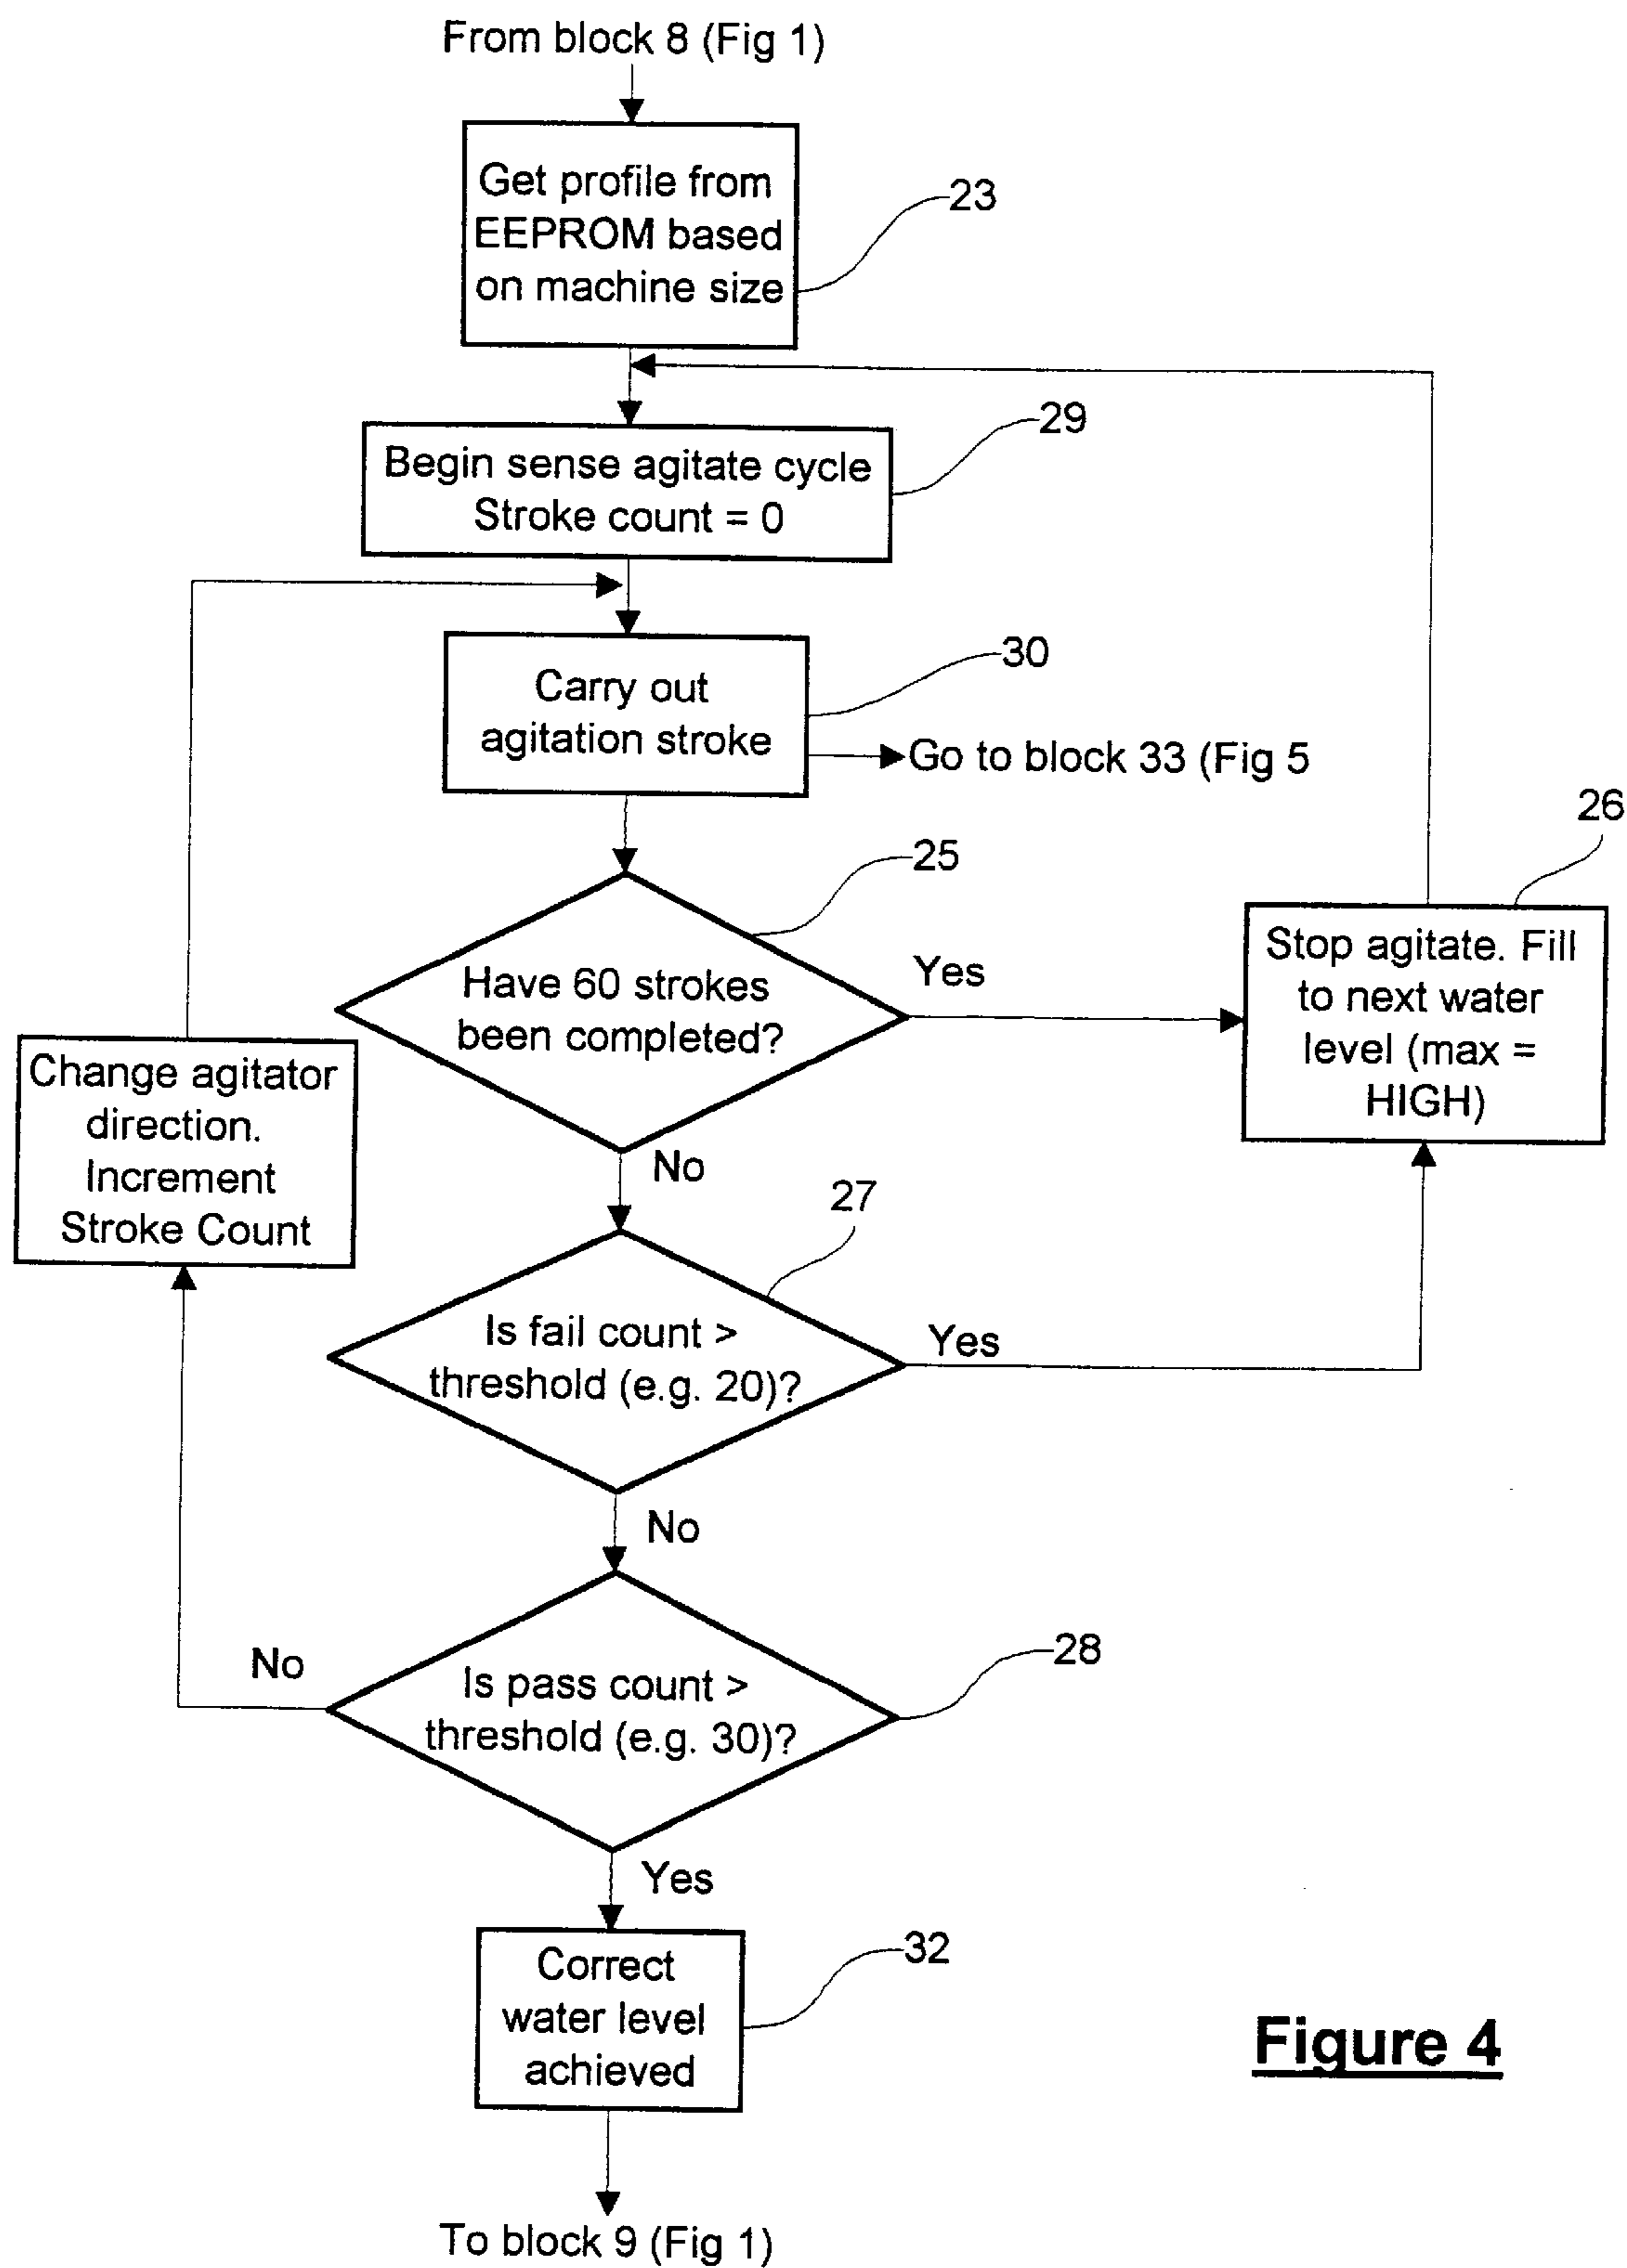 From block 8 (Fig 1)
Get profile from
EEPROM based
on machine size
23
Begin sense agitate cycle
Stroke count = 0
29
Carry out
agitation stroke
30
Go to block 33 (Fig 5
Have 60 strokes
been completed?
25
Yes
No
Stop agitate. Fill
to next water
level (max =
HIGH)
26
Change agitator
direction.
Increment
Stroke Count
Is fail count >
threshold (e.g. 20)?
27
Yes
No
Is pass count >
threshold (e.g. 30)?
28
No
Yes
Correct
water level
achieved
32
To block 9 (Fig 1)
Figure 4